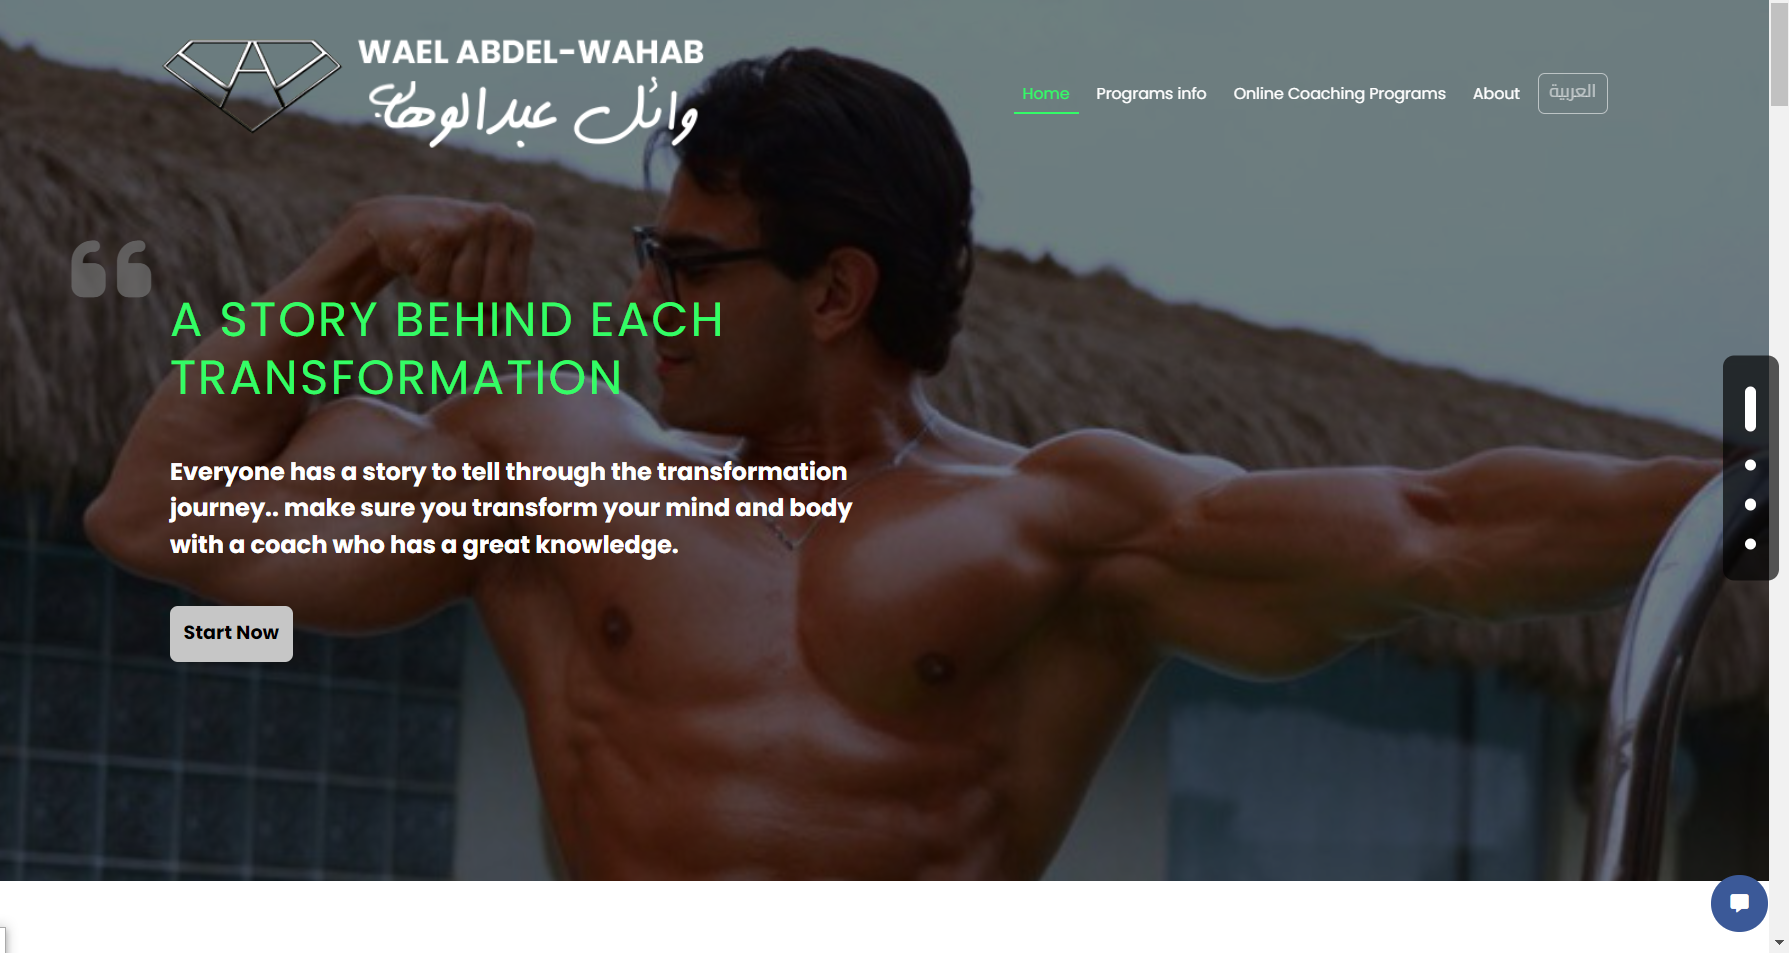 WAEL ABDEL-WAHAB
وائل عبدالوهاب
Home Programs info Online Coaching Programs About العربية
A STORY BEHIND EACH
TRANSFORMATION
Everyone has a story to tell through the transformation
journey.. make sure you transform your mind and body
with a coach who has a great knowledge.
Start Now